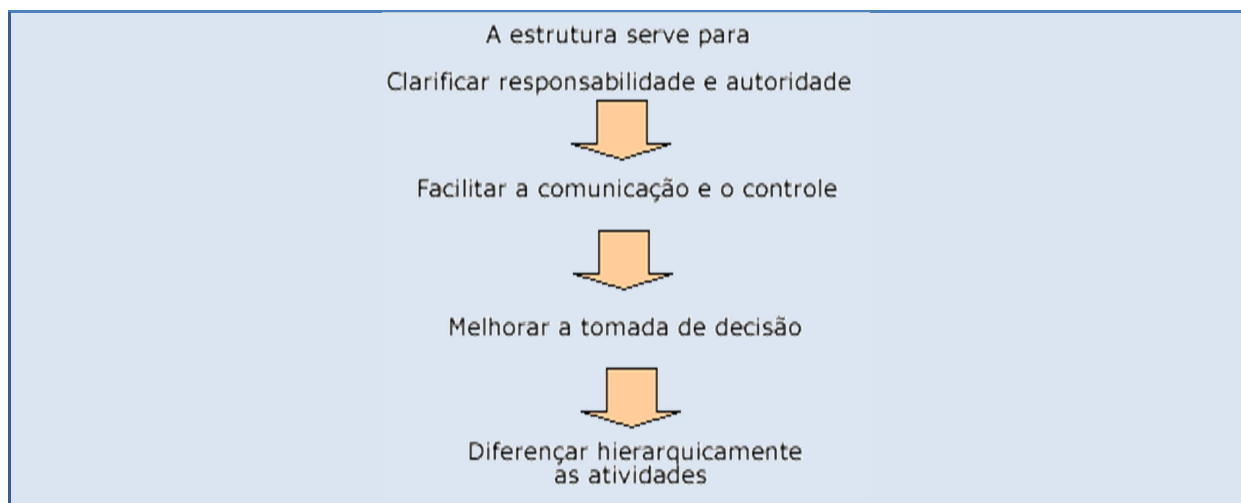 A estrutura serve para
Clarificar responsabilidade e autoridade
Facilitar a comunicação e o controle
Melhorar a tomada de decisão
Diferençar hierarquicamente
as atividades